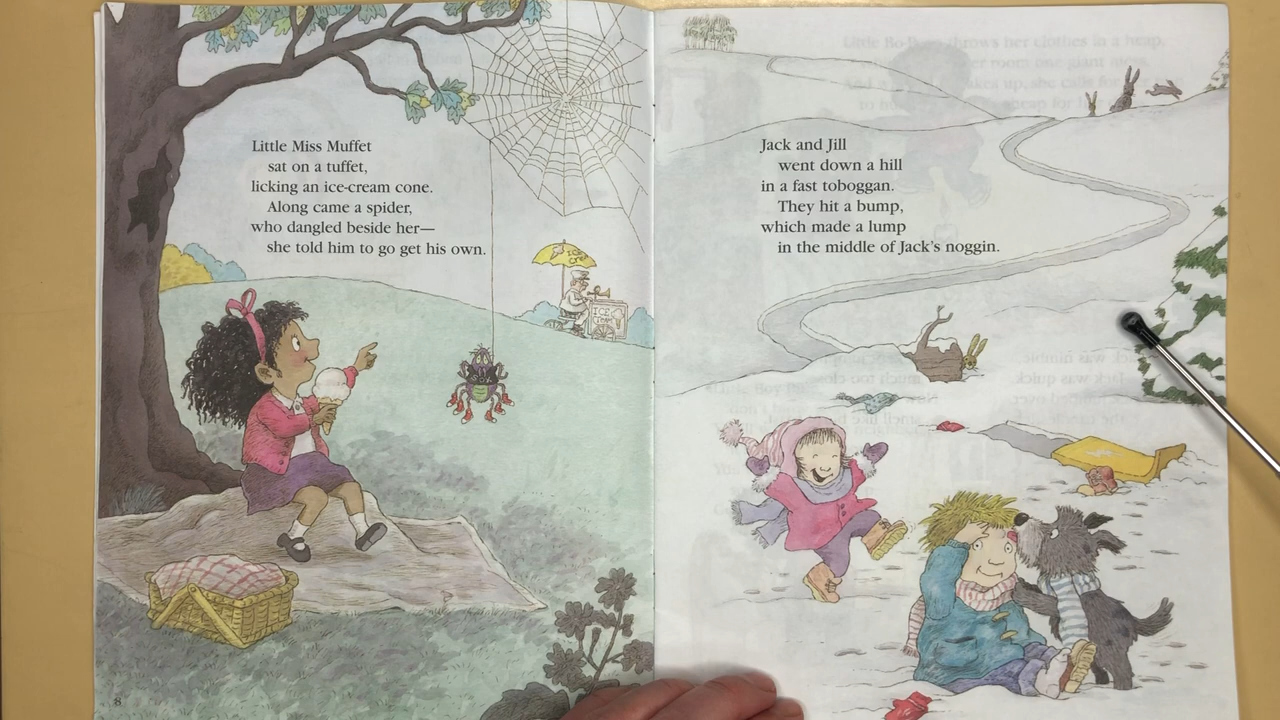 Little Miss Muffet
sat on a tuffet,
licking an ice-cream cone.
Along came a spider,
who dangled beside her—
she told him to go get his own.
ICE
8
Jack and Jill
went down a hill
in a fast toboggan.
They hit a bump,
which made a lump
in the middle of Jack's noggin.